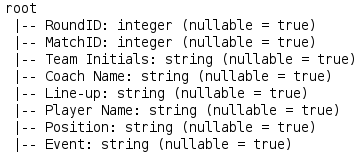 root
 |-- RoundID: integer (nullable = true)
 |-- MatchID: integer (nullable = true)
 |-- Team Initials: string (nullable = true)
 |-- Coach Name: string (nullable = true)
 |-- Line-up: string (nullable = true)
 |-- Player Name: string (nullable = true)
 |-- Position: string (nullable = true)
 |-- Event: string (nullable = true)